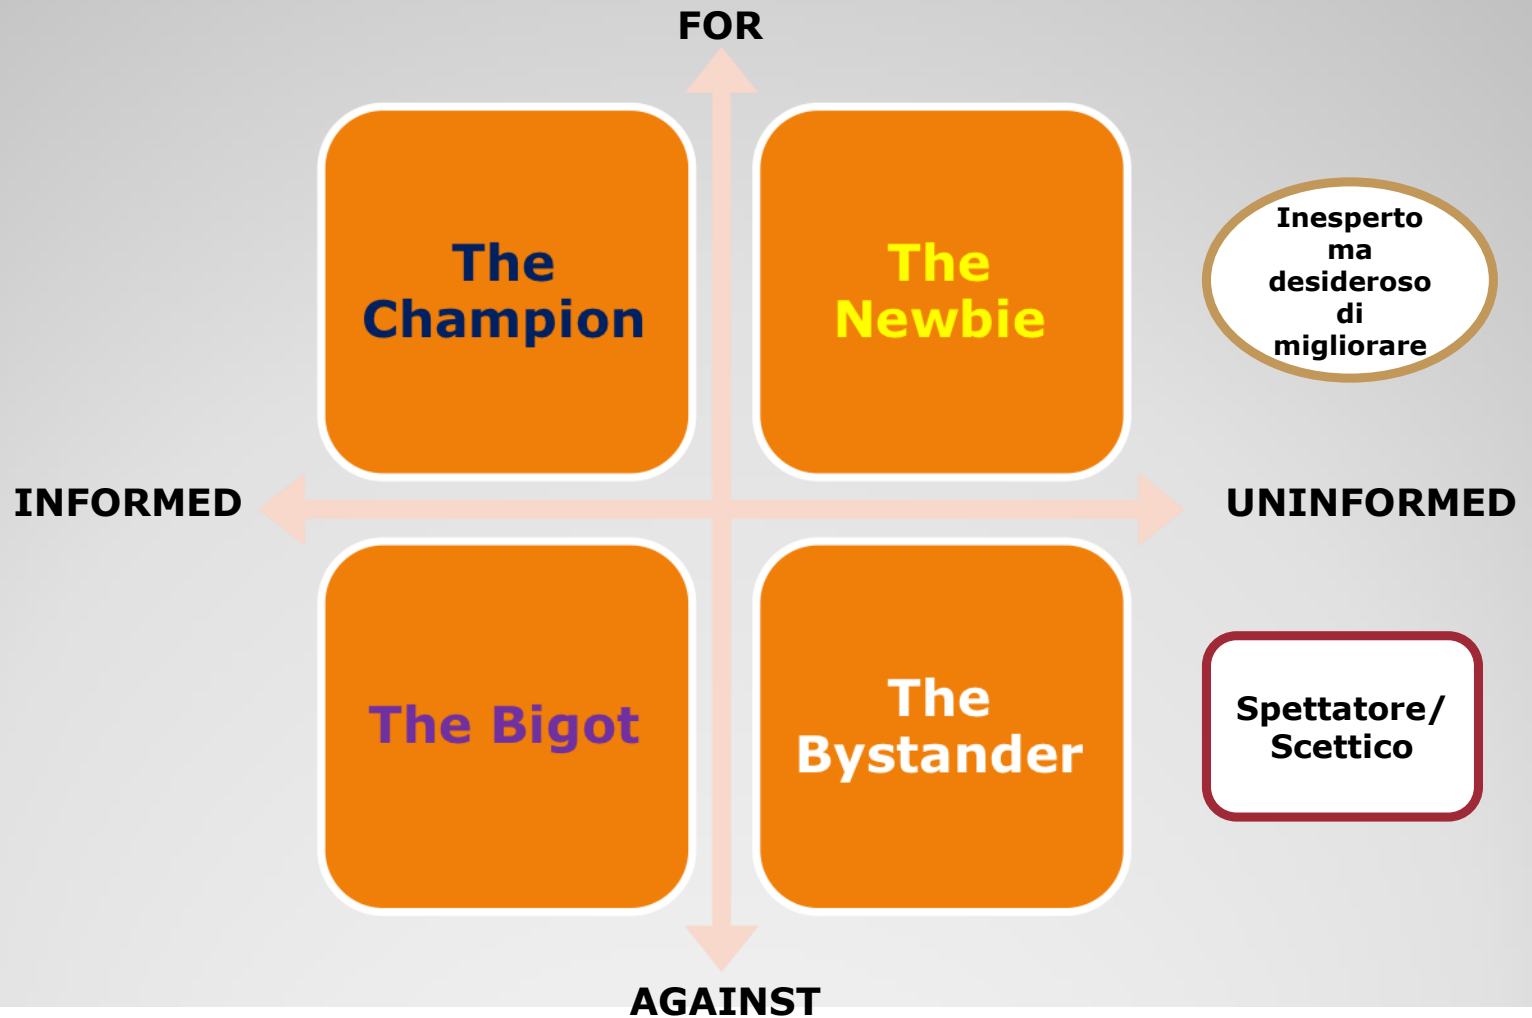 FOR
The
Champion
The
Newbie
Inesperto
ma
desideroso
di
migliorare
INFORMED
UNINFORMED
The Bigot
The
Bystander
Spettatore/
Scettico
AGAINST